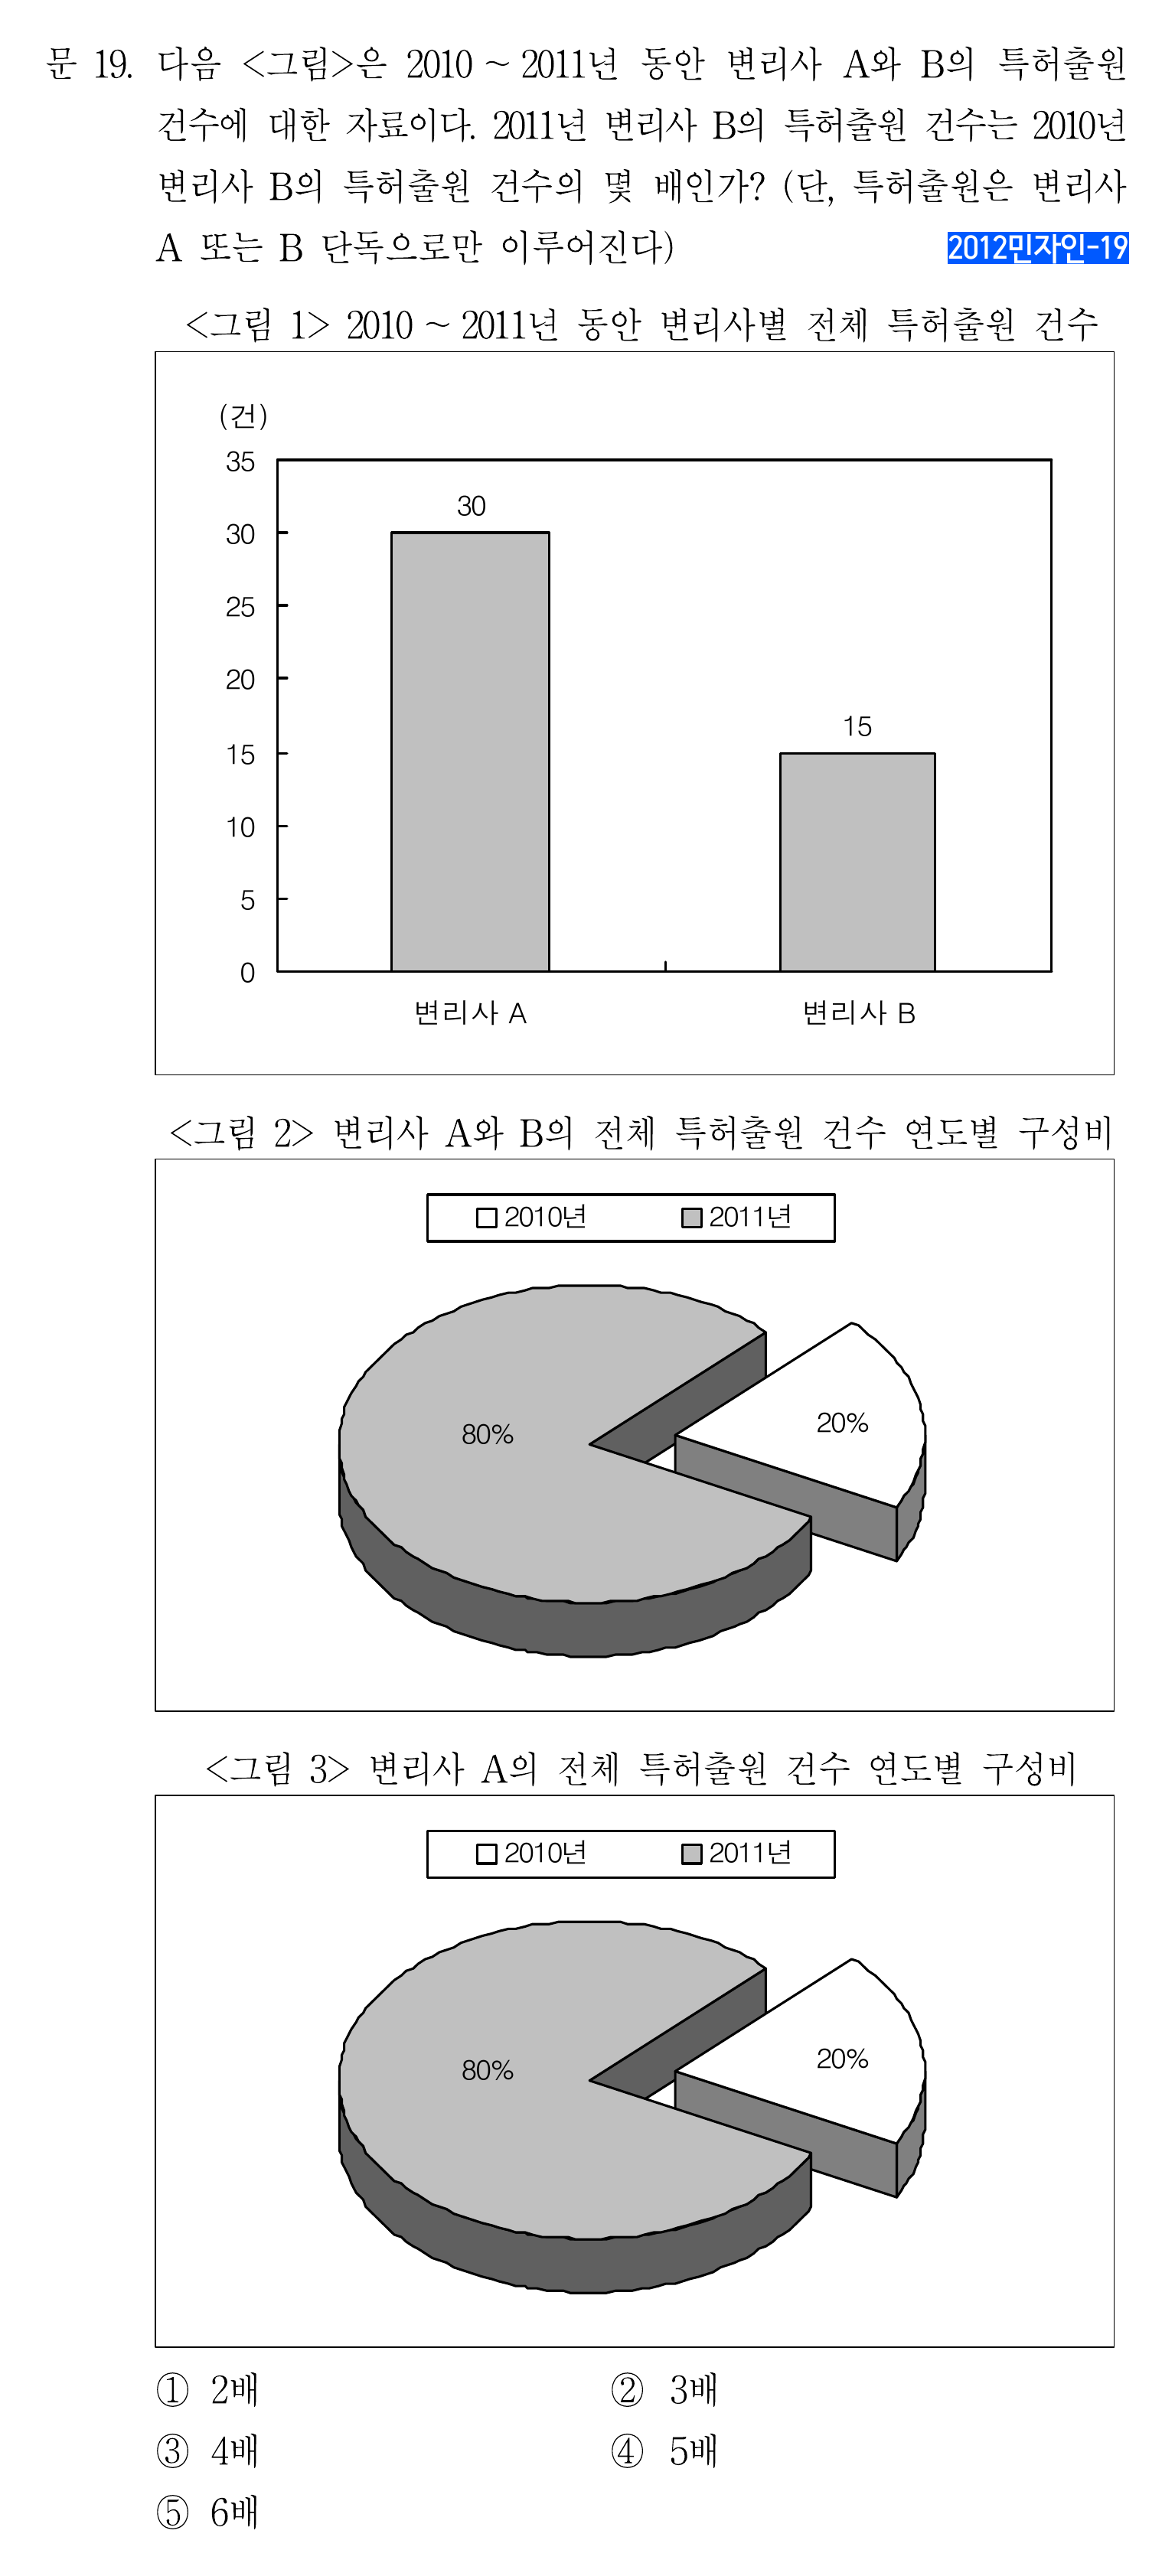 문 19. 다음 <그림>은 2010 ~ 2011년 동안 변리사 A와 B의 특허출원
건수에 대한 자료이다. 2011년 변리사 B의 특허출원 건수는 2010년
변리사 B의 특허출원 건수의 몇 배인가? (단, 특허출원은 변리사
A 또는 B 단독으로만 이루어진다)
2012민자인-19
<그림 1> 2010 ~ 2011년 동안 변리사별 전체 특허출원 건수
(건)
35
30
30
25
20
15
15
10
5
0
변리사 A 변리사 B
<그림 2> 변리사 A와 B의 전체 특허출원 건수 연도별 구성비
2010년 2011년
80% 20%
<그림 3> 변리사 A의 전체 특허출원 건수 연도별 구성비
2010년 2011년
80% 20%
① 2배 ② 3배
③ 4배 ④ 5배
⑤ 6배